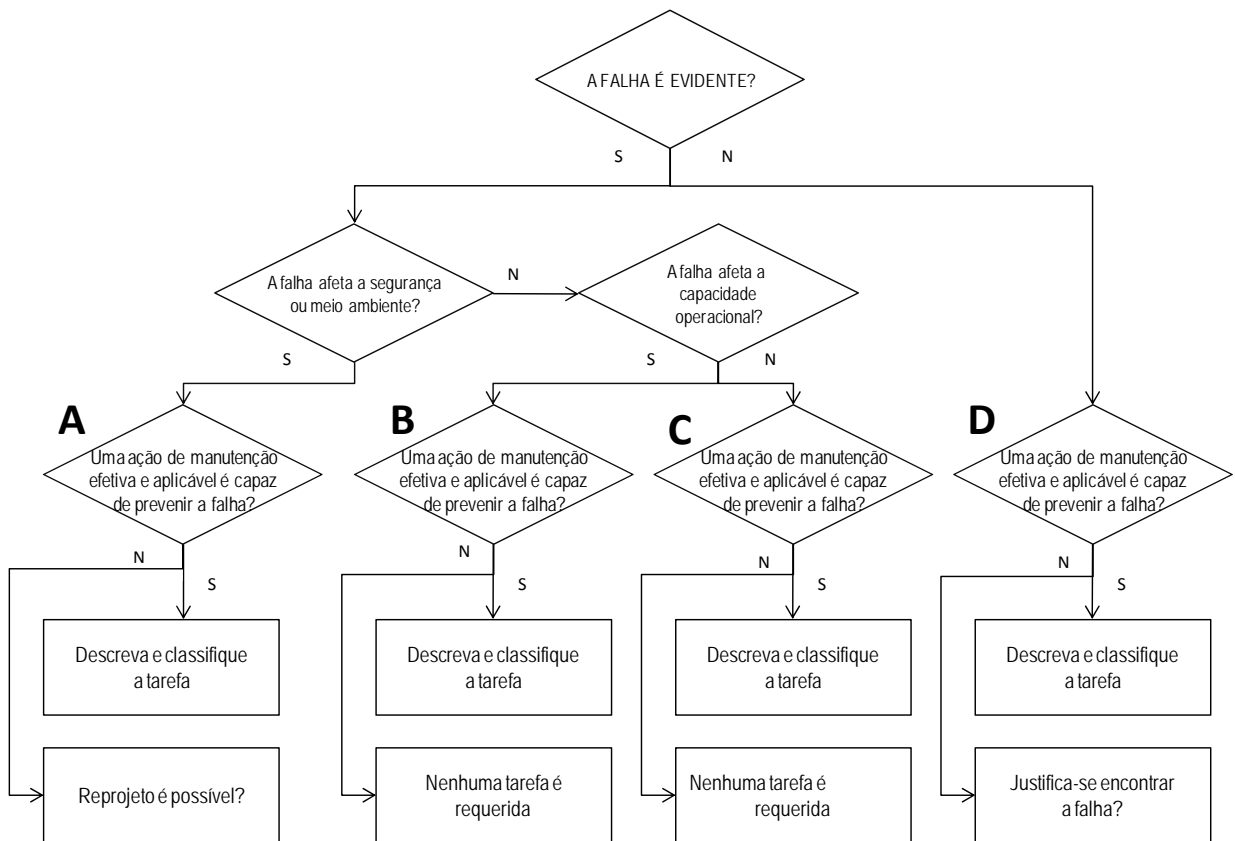 A FALHA É EVIDENTE?
S
N
A falha afeta a segurança
ou meio ambiente?
N
A falha afeta a
capacidade
operacional?
S
S
N
A
Uma ação de manutenção
efetiva e aplicável é capaz
de prevenir a falha?
B
Uma ação de manutenção
efetiva e aplicável é capaz
de prevenir a falha?
C
Uma ação de manutenção
efetiva e aplicável é capaz
de prevenir a falha?
D
Uma ação de manutenção
efetiva e aplicável é capaz
de prevenir a falha?
N
S
N
S
N
S
N
S
Descreva e classifique
a tarefa
Descreva e classifique
a tarefa
Descreva e classifique
a tarefa
Descreva e classifique
a tarefa
Reprojeto é possível?
Nenhuma tarefa é
requerida
Nenhuma tarefa é
requerida
Justifica-se encontrar
a falha?